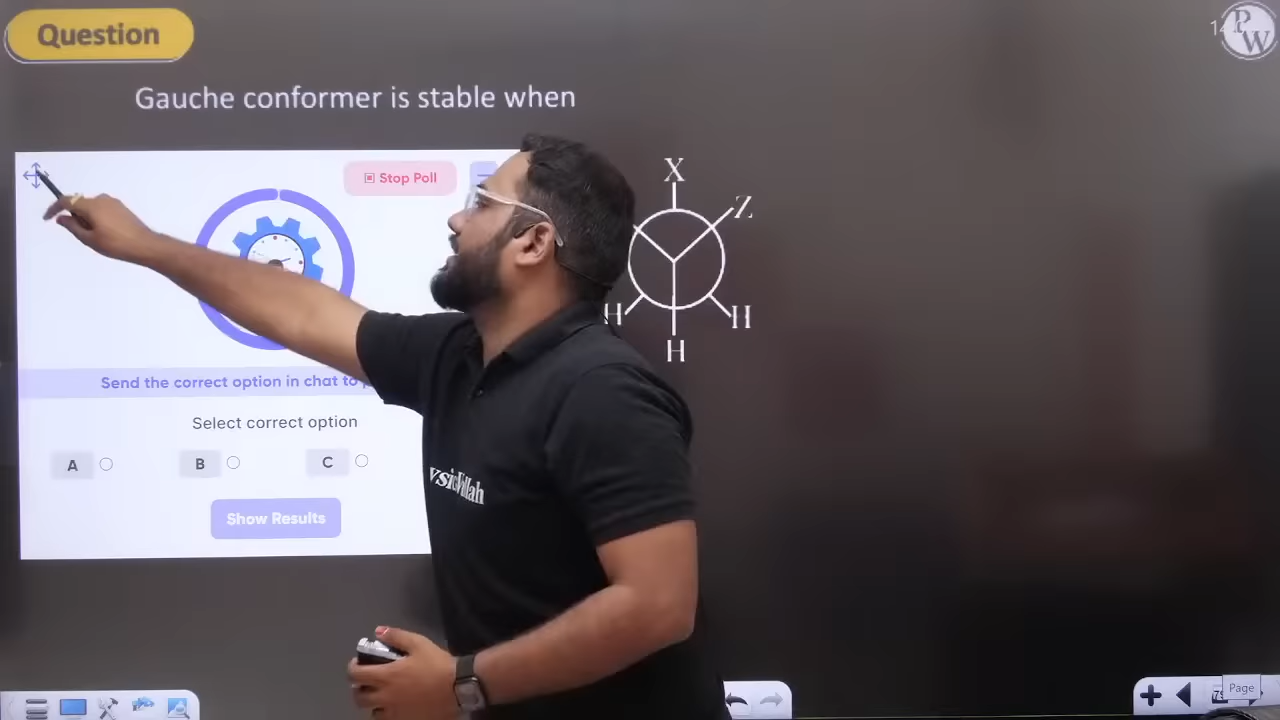 Question
PW
Gauche conformer is stable when
Stop Poll
X
Z
H
H
H
Send the correct option in chat to
Select correct option
A
B
C
Show Results
Page